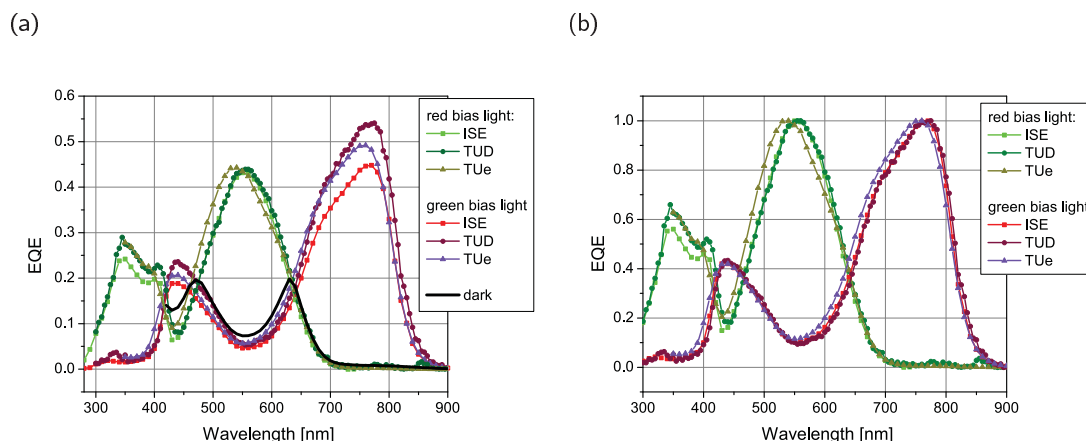 (a)
(b)
0.6
0.5
0.4
0.3
0.2
0.1
0.0
EQE
300 400 500 600 700 800 900
Wavelength [nm]
red bias light:
ISE
TUD
TUe
green bias light
ISE
TUD
TUe
dark
1.0
0.8
0.6
0.4
0.2
0.0
EQE
300 400 500 600 700 800 900
Wavelength [nm]
red bias light:
ISE
TUD
TUe
green bias light
ISE
TUD
TUe